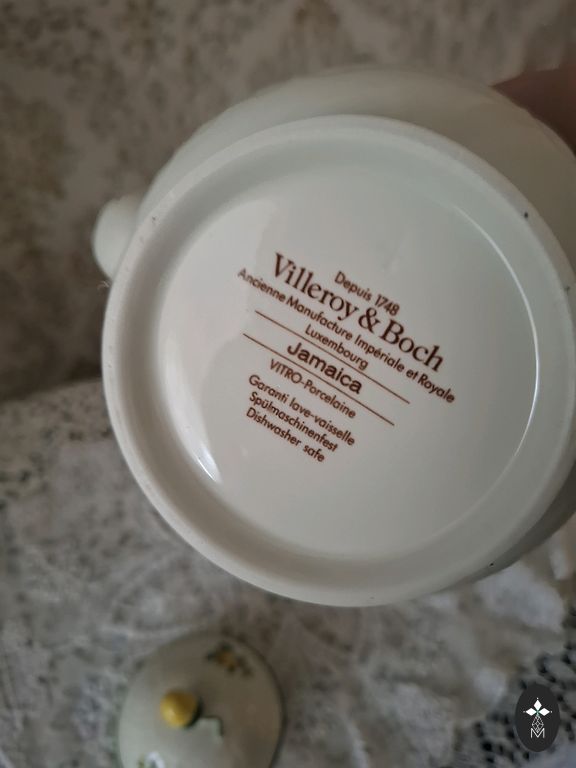 Depuis 1748
Villeroy & Boch
Ancienne Manufacture Impériale et Royale
Luxembourg
Jamaica
VITRO-Porcelaine
Garanti lave-vaisselle
Spülmaschinenfest
Dishwasher safe
M